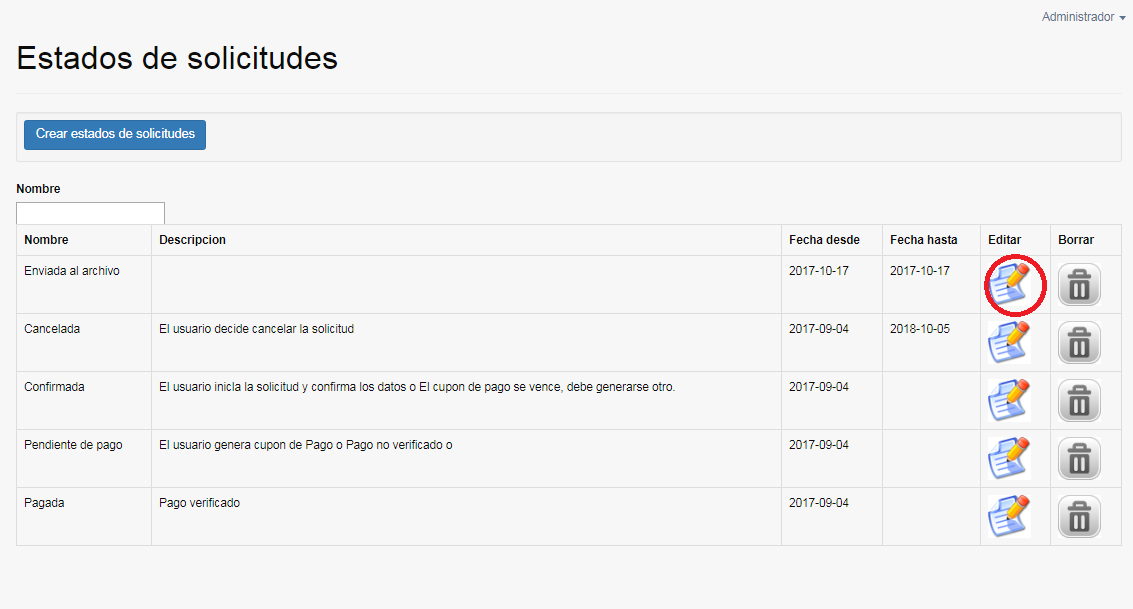 Administrador
Estados de solicitudes
Crear estados de solicitudes
Nombre
Nombre Descripcion Fecha desde Fecha hasta Editar Borrar
Enviada al archivo 2017-10-17 2017-10-17
Cancelada El usuario decide cancelar la solicitud 2017-09-04 2018-10-05
Confirmada El usuario inicla la solicitud y confirma los datos o El cupon de pago se vence, debe generarse otro. 2017-09-04
Pendiente de pago El usuario genera cupon de Pago o Pago no verificado o 2017-09-04
Pagada Pago verificado 2017-09-04